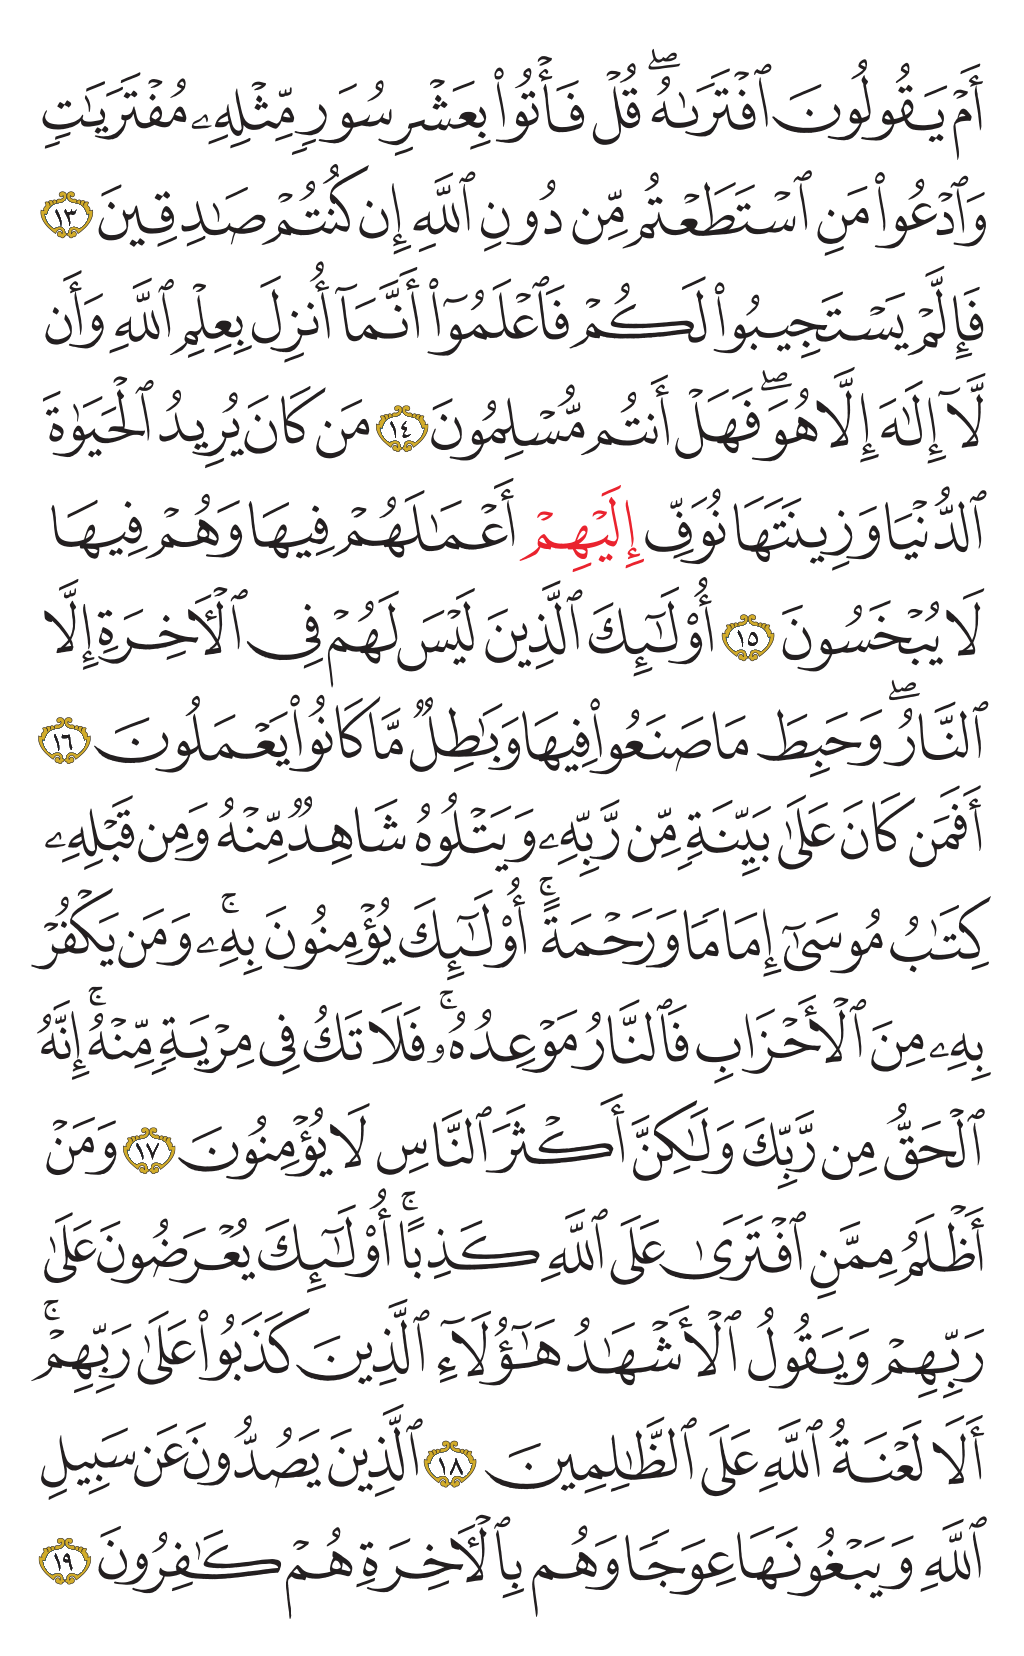 أَمْ يَقُولُونَ ٱفْتَرَىٰهُ ۖ قُلْ فَأْتُوا۟ بِعَشْرِ سُوَرٍ مِّثْلِهِۦ مُفْتَرَيَٰتٍ
وَٱدْعُوا۟ مَنِ ٱسْتَطَعْتُم مِّن دُونِ ٱللَّهِ إِن كُنتُمْ صَٰدِقِينَ ١٣
فَإِلَّمْ يَسْتَجِيبُوا۟ لَكُمْ فَٱعْلَمُوٓا۟ أَنَّمَآ أُنزِلَ بِعِلْمِ ٱللَّهِ وَأَن
لَّآ إِلَٰهَ إِلَّا هُوَ ۖ فَهَلْ أَنتُم مُّسْلِمُونَ ١٤ مَن كَانَ يُرِيدُ ٱلْحَيَوٰةَ
ٱلدُّنْيَا وَزِينَتَهَا نُوَفِّ إِلَيْهِمْ أَعْمَٰلَهُمْ فِيهَا وَهُمْ فِيهَا
لَا يُبْخَسُونَ ١٥ أُو۟لَٰٓئِكَ ٱلَّذِينَ لَيْسَ لَهُمْ فِى ٱلْءَاخِرَةِ إِلَّا
ٱلنَّارُ ۖ وَحَبِطَ مَا صَنَعُوا۟ فِيهَا وَبَٰطِلٌ مَّا كَانُوا۟ يَعْمَلُونَ ١٦
أَفَمَن كَانَ عَلَىٰ بَيِّنَةٍ مِّن رَّبِّهِۦ وَيَتْلُوهُ شَاهِدٌ مِّنْهُ وَمِن قَبْلِهِۦ
كِتَٰبُ مُوسَىٰٓ إِمَامًا وَرَحْمَةً ۚ أُو۟لَٰٓئِكَ يُؤْمِنُونَ بِهِۦ ۚ وَمَن يَكْفُرْ
بِهِۦ مِنَ ٱلْأَحْزَابِ فَٱلنَّارُ مَوْعِدُهُۥ ۚ فَلَا تَكُ فِى مِرْيَةٍ مِّنْهُ ۚ إِنَّهُ
ٱلْحَقُّ مِن رَّبِّكَ وَلَٰكِنَّ أَكْثَرَ ٱلنَّاسِ لَا يُؤْمِنُونَ ١٧ وَمَنْ
أَظْلَمُ مِمَّنِ ٱفْتَرَىٰ عَلَى ٱللَّهِ كَذِبًا ۚ أُو۟لَٰٓئِكَ يُعْرَضُونَ عَلَىٰ
رَبِّهِمْ وَيَقُولُ ٱلْأَشْهَٰدُ هَٰٓؤُلَآءِ ٱلَّذِينَ كَذَبُوا۟ عَلَىٰ رَبِّهِمْ ۚ
أَلَا لَعْنَةُ ٱللَّهِ عَلَى ٱلظَّٰلِمِينَ ١٨ ٱلَّذِينَ يَصُدُّونَ عَن سَبِيلِ
ٱللَّهِ وَيَبْغُونَهَا عِوَجًا وَهُم بِٱلْءَاخِرَةِ هُمْ كَٰفِرُونَ ١٩